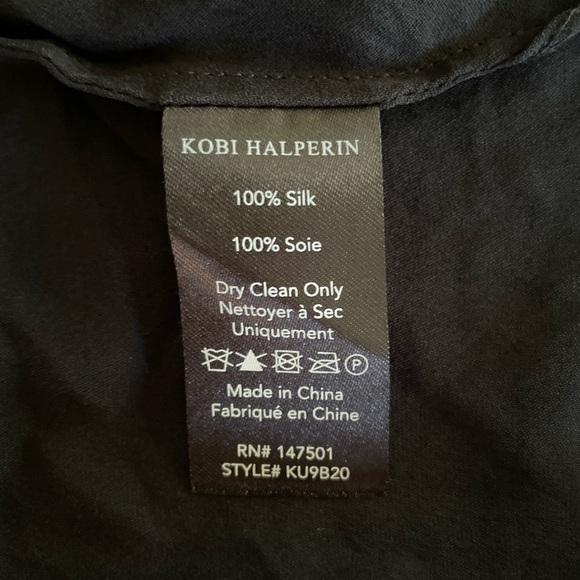 KOBI HALPERIN
100% Silk
100% Soie
Dry Clean Only
Nettoyer à Sec
Uniquement
P
Made in China
Fabriqué en Chine
RN# 147501
STYLE# KU9B20